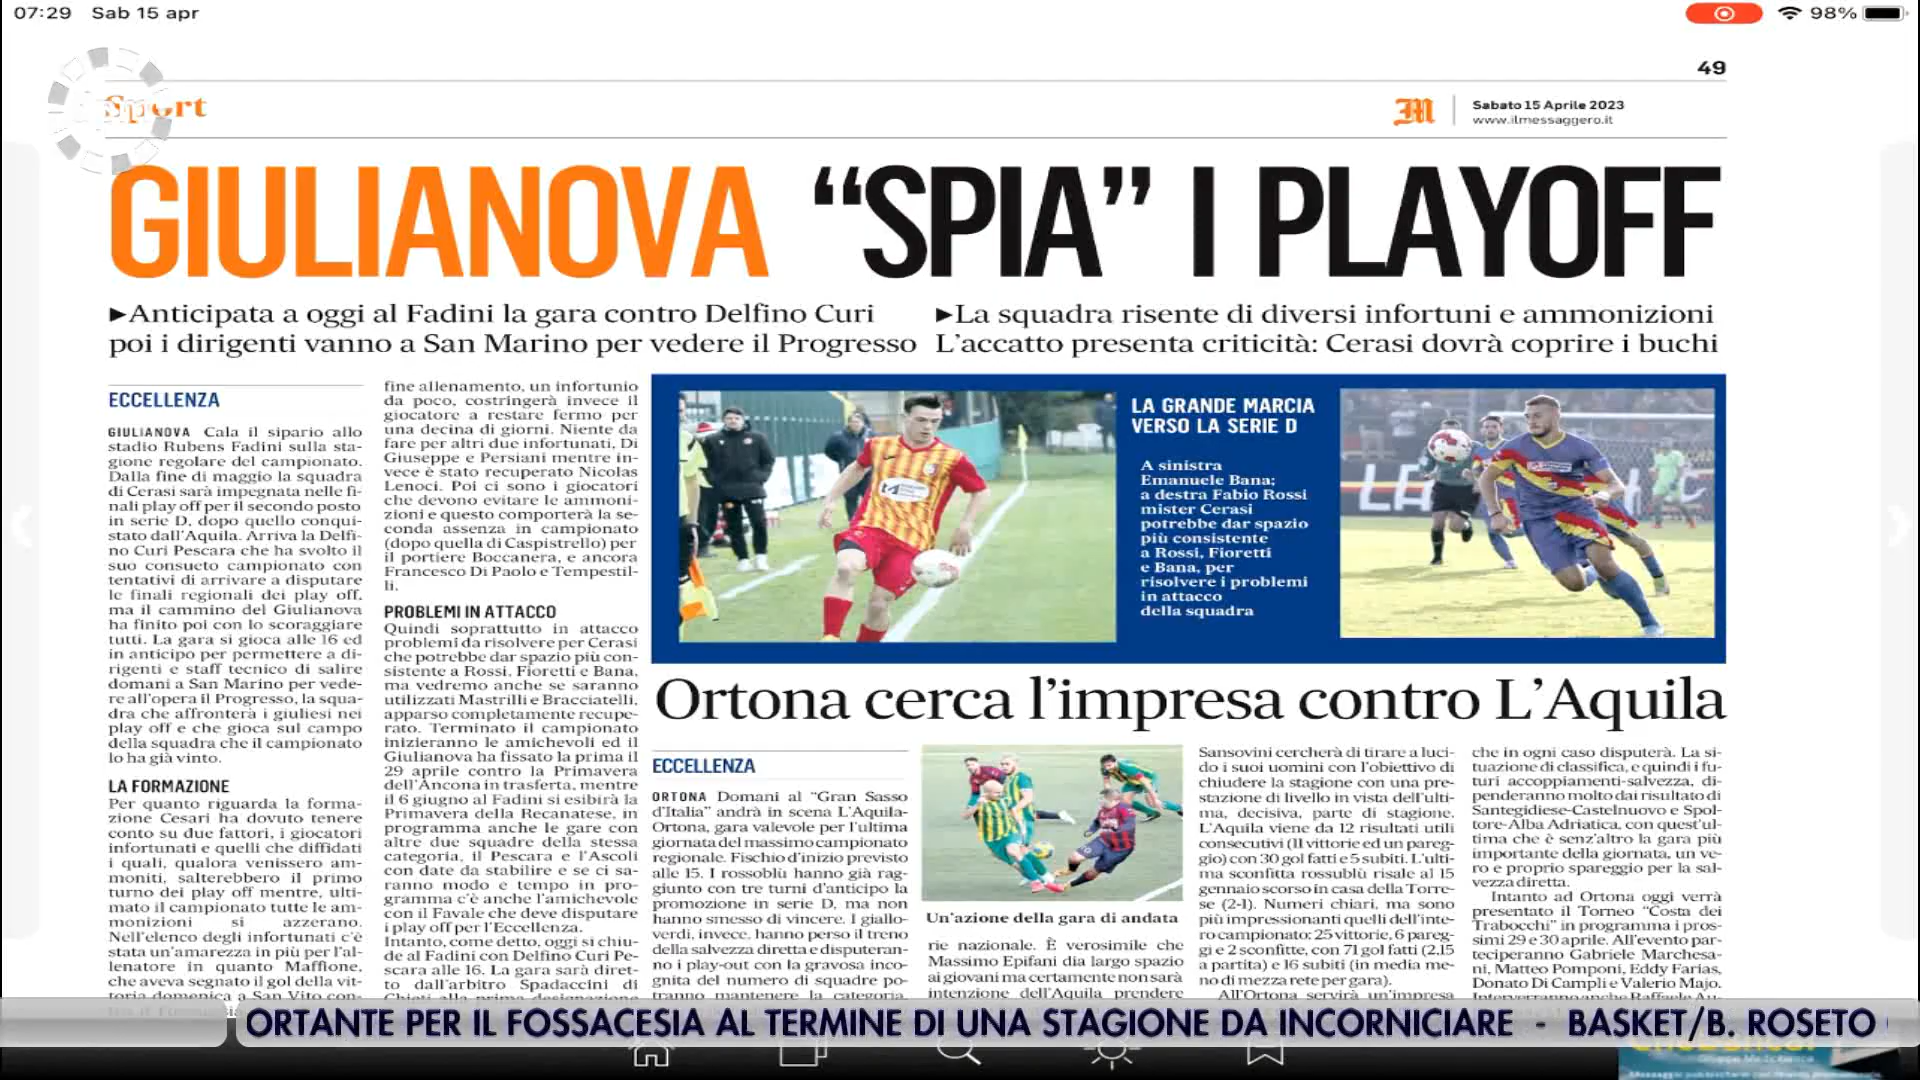 07:29 Sab 15 apr
98%
49
Sport
M
Sabato 15 Aprile 2023
www.ilmessaggero.it
GIULIANOVA “SPIA” I PLAYOFF
►Anticipata a oggi al Fadini la gara contro Delfino Curi
poi i dirigenti vanno a San Marino per vedere il Progresso
►La squadra risente di diversi infortuni e ammonizioni
L'accatto presenta criticità: Cerasi dovrà coprire i buchi
ECCELLENZA
GIULIANOVA Cala il sipario allo
stadio Rubens Fadini sulla sta-
gione regolare del campionato.
Dalla fine di maggio la squadra
di Cerasi sarà impegnata nelle fi-
nali play off per il secondo posto
in serie D, dopo quello conqui-
stato dall'Aquila. Arriva la Delfi-
no Curi Pescara che ha svolto il
suo consueto campionato con
tentativi di arrivare a disputare
le finali regionali dei play off,
ma il cammino del Giulianova
ha finito poi con lo scoraggiare
tutti. La gara si gioca alle 16 ed
in anticipo per permettere a di-
rigenti e staff tecnico di salire
domani a San Marino per vede-
re all'opera il Progresso, la squa-
dra che affronterà i giuliesi nei
play off e che gioca sul campo
della squadra che il campionato
lo ha già vinto.
LA FORMAZIONE
Per quanto riguarda la forma-
zione Cesari ha dovuto tenere
conto su due fattori, i giocatori
infortunati e quelli che diffidati
i quali, qualora venissero am-
moniti, salterebbero il primo
turno dei play off mentre, ulti-
mato il campionato tutte le am-
monizioni si azzerano.
Nell'elenco degli infortunati c'è
stata un'amarezza in più per l'al-
lenatore in quanto Maffione,
che aveva segnato il gol della vit-
toria domenica a San Vito con-
fine allenamento, un infortunio
da poco, costringerà invece il
giocatore a restare fermo per
una decina di giorni. Niente da
fare per altri due infortunati, Di
Giuseppe e Persiani mentre in-
vece è stato recuperato Nicolas
Lenoci. Poi ci sono i giocatori
che devono evitare le ammoni-
zioni e questo comporterà la se-
conda assenza in campionato
(dopo quella di Caspistrello) per
il portiere Boccanera, e ancora
Francesco Di Paolo e Tempestil-
li.
PROBLEMI IN ATTACCO
Quindi soprattutto in attacco
problemi da risolvere per Cerasi
che potrebbe dar spazio più con-
sistente a Rossi, Fioretti e Bana,
ma vedremo anche se saranno
utilizzati Mastrilli e Bracciatelli,
apparso completamente recupe-
rato. Terminato il campionato
inizieranno le amichevoli ed il
Giulianova ha fissato la prima il
29 aprile contro la Primavera
dell'Ancona in trasferta, mentre
il 6 giugno al Fadini si esibirà la
Primavera della Recanatese, in
programma anche le gare con
altre due squadre della stessa
categoria, il Pescara e l'Ascoli
con date da stabilire e se ci sa-
ranno modo e tempo in pro-
gramma c'è anche l'amichevole
con il Favale che deve disputare
i play off per l'Eccellenza.
Intanto, come detto, oggi si chiu-
de al Fadini con Delfino Curi Pe-
scara alle 16. La gara sarà diret-
to dall'arbitro Spadaccini di
Chieti alla prima designazione
LA GRANDE MARCIA
VERSO LA SERIE D
A sinistra
Emanuele Bana;
a destra Fabio Rossi
mister Cerasi
potrebbe dar spazio
più consistente
a Rossi, Fioretti
e Bana, per
risolvere i problemi
in attacco
della squadra
Ortona cerca l'impresa contro L'Aquila
ECCELLENZA
ORTONA Domani al “Gran Sasso
d'Italia” andrà in scena L'Aquila-
Ortona, gara valevole per l'ultima
giornata del massimo campionato
regionale. Fischio d'inizio previsto
alle 15. I rossoblù hanno già rag-
giunto con tre turni d'anticipo la
promozione in serie D, ma non
hanno smesso di vincere. I giallo-
verdi, invece, hanno perso il treno
della salvezza diretta e disputeran-
no i play-out con la gravosa inco-
gnita del numero di squadre po-
tranno mantenere la categoria.
Un'azione della gara di andata
rie nazionale. È verosimile che
Massimo Epifani dia largo spazio
ai giovani ma certamente non sarà
intenzione dell'Aquila prendere
Sansovini cercherà di tirare a luci-
do i suoi uomini con l'obiettivo di
chiudere la stagione con una pre-
stazione di livello in vista dell'ulti-
ma, decisiva, parte di stagione.
L'Aquila viene da 12 risultati utili
consecutivi (11 vittorie ed un pareg-
gio) con 30 gol fatti e 5 subiti. L'ulti-
ma sconfitta rossublù risale al 15
gennaio scorso in casa della Torre-
se (2-1). Numeri chiari, ma sono
più impressionanti quelli dell'inte-
ro campionato: 25 vittorie, 6 pareg-
gi e 2 sconfitte, con 71 gol fatti (2,15
a partita) e 16 subiti (in media me-
no di mezza rete per gara).
All'Ortona servirà un'impresa
che in ogni caso disputerà. La si-
tuazione di classifica, e quindi i fu-
turi accoppiamenti-salvezza, di-
penderanno molto dai risultato di
Santegidiese-Castelnuovo e Spol-
tore-Alba Adriatica, con quest'ul-
tima che è senz'altro la gara più
importante della giornata, un ve-
ro e proprio spareggio per la sal-
vezza diretta.
Intanto ad Ortona oggi verrà
presentato il Torneo “Costa dei
Trabocchi” in programma i pros-
simi 29 e 30 aprile. All'evento par-
teciperanno Gabriele Marchesa-
ni, Matteo Pomponi, Eddy Farias,
Donato Di Campli e Valerio Majo.
Interverranno anche Raffaele Au-
ORTANTE PER IL FOSSACESIA AL TERMINE DI UNA STAGIONE DA INCORNICIARE - BASKET/B. ROSETO